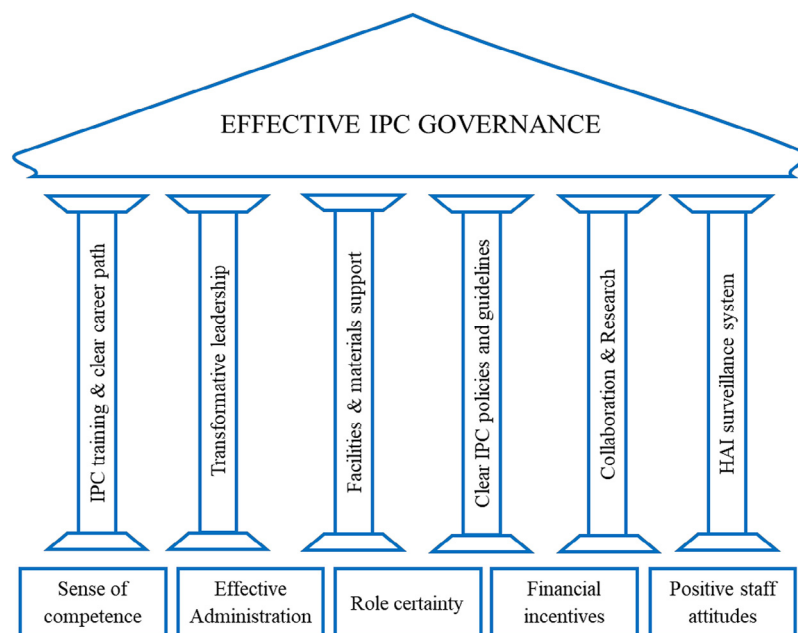 EFFECTIVE IPC GOVERNANCE
IPC training & clear career path
Transformative leadership
Facilities & materials support
Clear IPC policies and guidelines
Collaboration & Research
HAI surveillance system
Sense of
competence
Effective
Administration
Role certainty
Financial
incentives
Positive staff
attitudes